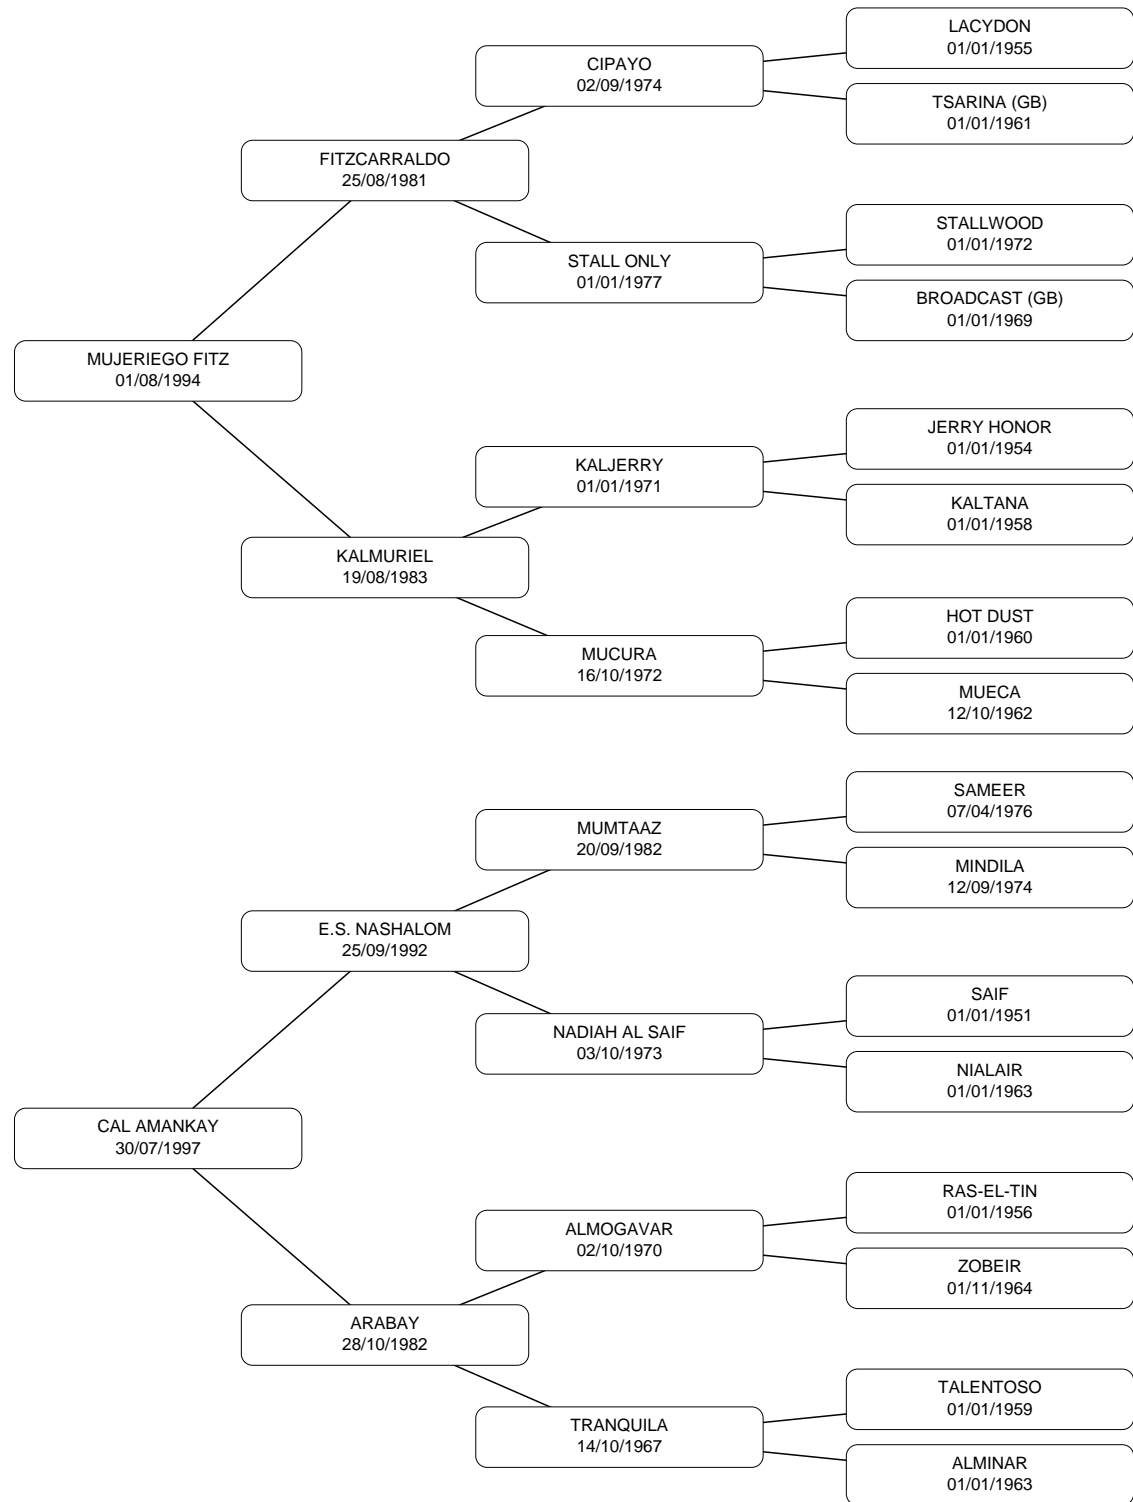 LACYDON
01/01/1955
CIPAYO
02/09/1974
TSARINA (GB)
01/01/1961
FITZCARRALDO
25/08/1981
STALLWOOD
01/01/1972
STALL ONLY
01/01/1977
BROADCAST (GB)
01/01/1969
MUJERIEGO FITZ
01/08/1994
JERRY HONOR
01/01/1954
KALJERRY
01/01/1971
KALTANA
01/01/1958
KALMURIEL
19/08/1983
HOT DUST
01/01/1960
MUCURA
16/10/1972
MUECA
12/10/1962
SAMEER
07/04/1976
MUMTAAZ
20/09/1982
MINDILA
12/09/1974
E.S. NASHALOM
25/09/1992
SAIF
01/01/1951
NADIAH AL SAIF
03/10/1973
NIALAIR
01/01/1963
CAL AMANKAY
30/07/1997
RAS-EL-TIN
01/01/1956
ALMOGAVAR
02/10/1970
ZOBEIR
01/11/1964
ARABAY
28/10/1982
TALENTOSO
01/01/1959
TRANQUILA
14/10/1967
ALMINAR
01/01/1963